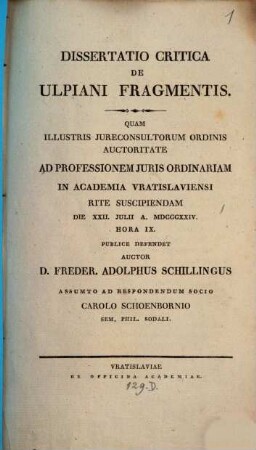 1
DISSERTATIO CRITICA
DE
ULPIANI FRAGMENTIS.
QUAM
ILLUSTRIS JURECONSULTORUM ORDINIS
AUCTORITATE
AD PROFESSIONEM JURIS ORDINARIAM
IN ACADEMIA VRATISLAVIENSI
RITE SUSCIPIENDAM
DIE XXII. JULII A. MDCCCXXIV.
HORA IX.
PUBLICE DEFENDET
AUCTOR
D. FREDER. ADOLPHUS SCHILLINGUS
ASSUMTO AD RESPONDENDUM SOCIO
CAROLO SCHOENBORNIO
SEM. PHIL. SODALI.
VRATISLAVIAE
EX OFFICINA ACADEMIAE.
129.D.